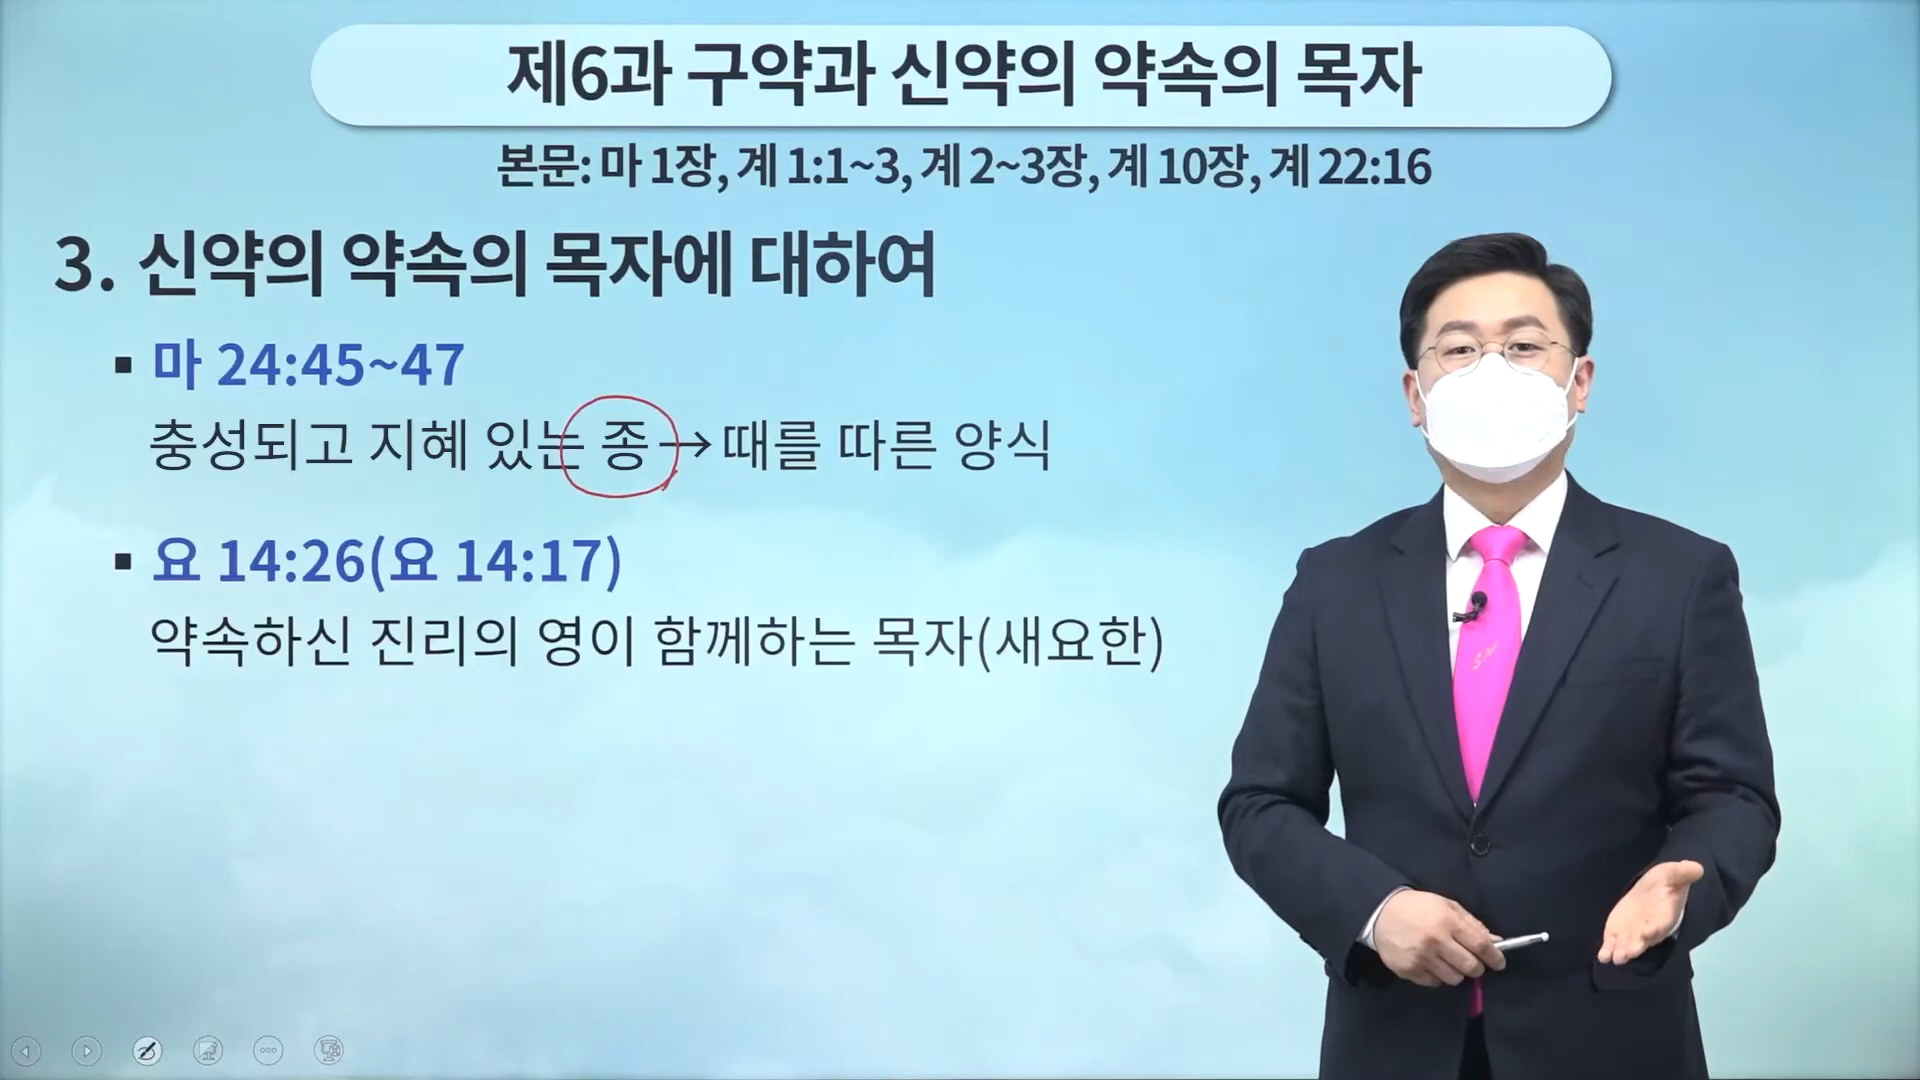 제6과 구약과 신약의 약속의 목자
본문: 마 1장, 계 1:1~3, 계 2~3장, 계 10장, 계 22:16
3. 신약의 약속의 목자에 대하여
▪ 마 24:45~47
충성되고 지혜 있는 종→때를 따른 양식
▪ 요 14:26(요 14:17)
약속하신 진리의 영이 함께하는 목자(새요한)